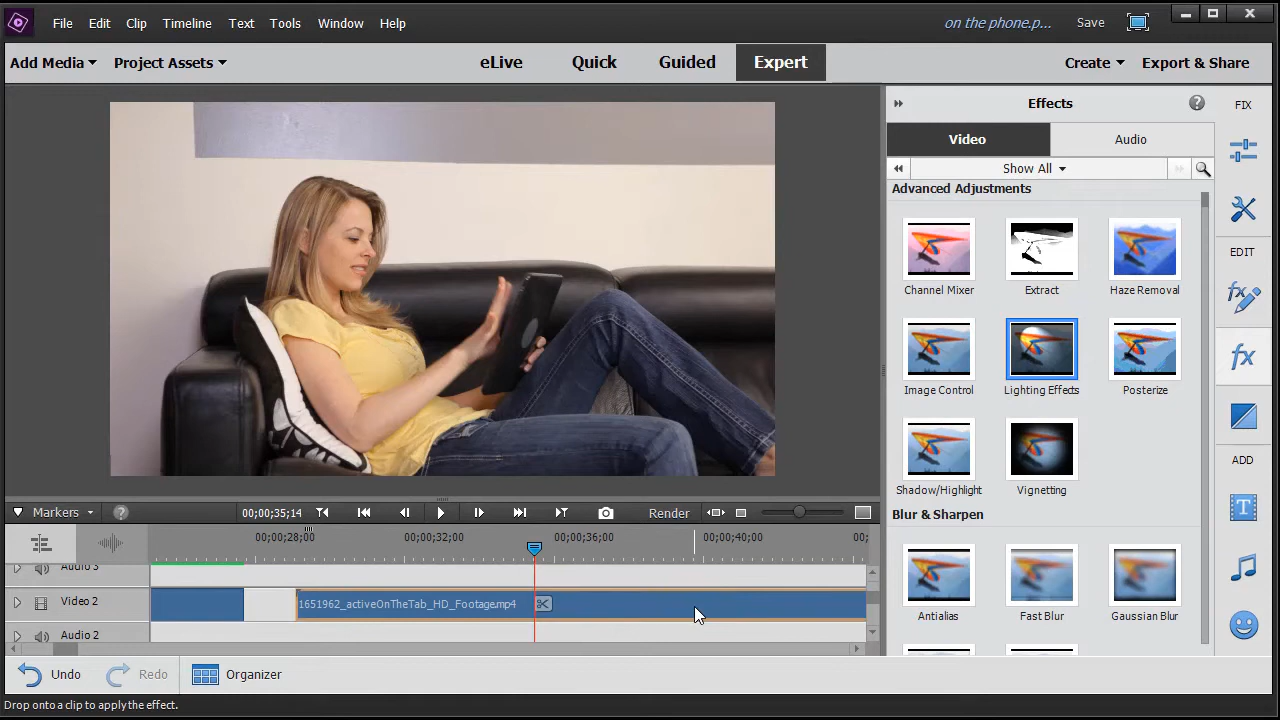 File Edit Clip Timeline Text Tools Window Help
on the phone.p... Save
Add Media Project Assets
eLive Quick Guided Expert
Create Export & Share
Effects
FIX
Video Audio
Show All
Advanced Adjustments
Channel Mixer Extract Haze Removal
EDIT
Image Control Lighting Effects Posterize
Shadow/Highlight Vignetting
ADD
Blur & Sharpen
Antialias Fast Blur Gaussian Blur
Markers 00;00;35;14 Render
00;00;28;00 00;00;32;00 00;00;36;00 00;00;40;00 00;
Audio 3
Video 2 1651962_activeOnTheTab_HD_Footage.mp4
Audio 2
Undo Redo Organizer
Drop onto a clip to apply the effect.